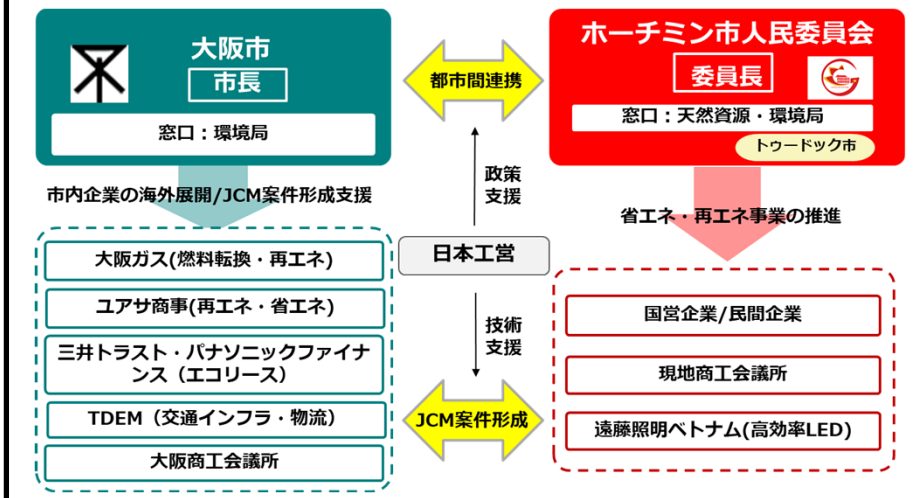 大阪市
市長
窓口：環境局
都市間連携
ホーチミン市人民委員会
委員長
窓口：天然資源・環境局
トゥードック市
市内企業の海外展開/JCM案件形成支援
政策
支援
省エネ・再エネ事業の推進
日本工営
大阪ガス(燃料転換・再エネ)
ユアサ商事(再エネ・省エネ)
三井トラスト・パナソニックファイナ
ンス（エコリース）
TDEM（交通インフラ・物流）
大阪商工会議所
技術
支援
JCM案件形成
国営企業/民間企業
現地商工会議所
遠藤照明ベトナム(高効率LED)